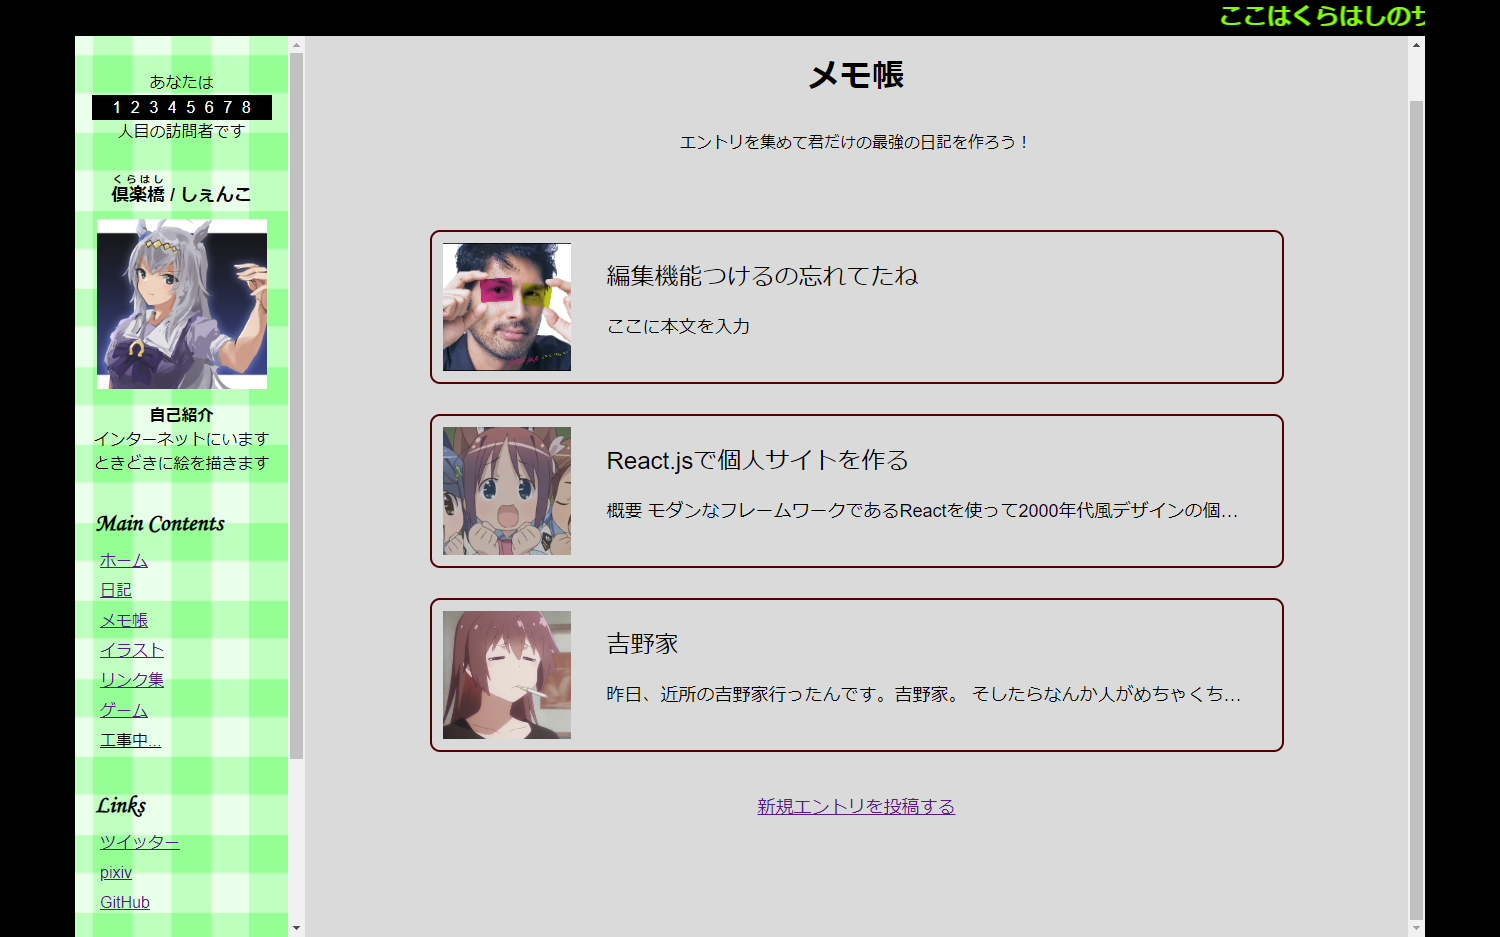 ここはくらはしのサ
あなたは
1 2 3 4 5 6 7 8
人目の訪問者です
くらはし
倶楽橋 / しぇんこ
自己紹介
インターネットにいます
ときどきに絵を描きます
Main Contents
ホーム
日記
メモ帳
イラスト
リンク集
ゲーム
工事中...
Links
ツイッター
pixiv
GitHub
メモ帳
エントリを集めて君だけの最強の日記を作ろう！
編集機能つけるの忘れてたね
ここに本文を入力
React.jsで個人サイトを作る
概要 モダンなフレームワークであるReactを使って2000年代風デザインの個...
吉野家
昨日、近所の吉野家行ったんです。吉野家。 そしたらなんか人がめちゃくち...
新規エントリを投稿する